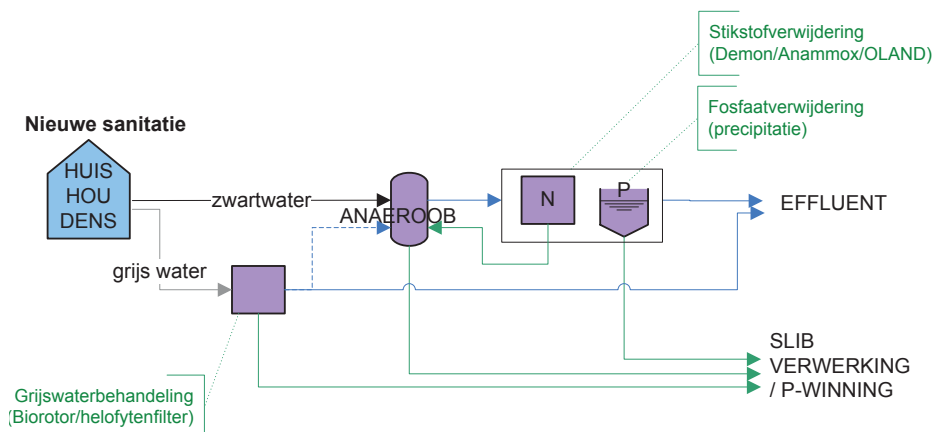 Stikstofverwijdering
(Demon/Anammox/OLAND)
Fosfaatverwijdering
(precipitatie)
Nieuwe sanitatie
HUIS
HOU
DENS
zwartwater
ANAEROOB
N
P
EFFLUENT
grijs water
SLIB
VERWERKING
/ P-WINNING
Grijswaterbehandeling
(Biorotor/helofytenfilter)